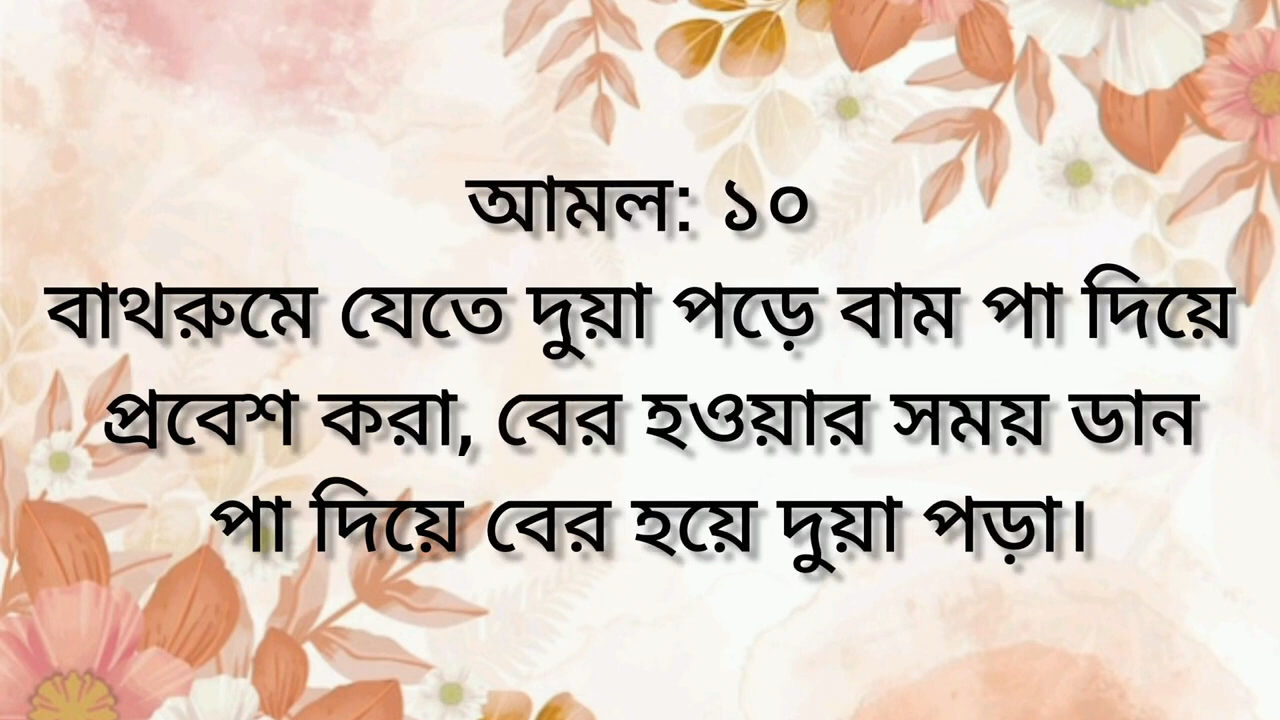 আমল: ১০
বাথরুমে যেতে দুয়া পড়ে বাম পা দিয়ে
প্রবেশ করা, বের হওয়ার সময় ডান
পা দিয়ে বের হয়ে দুয়া পড়া।